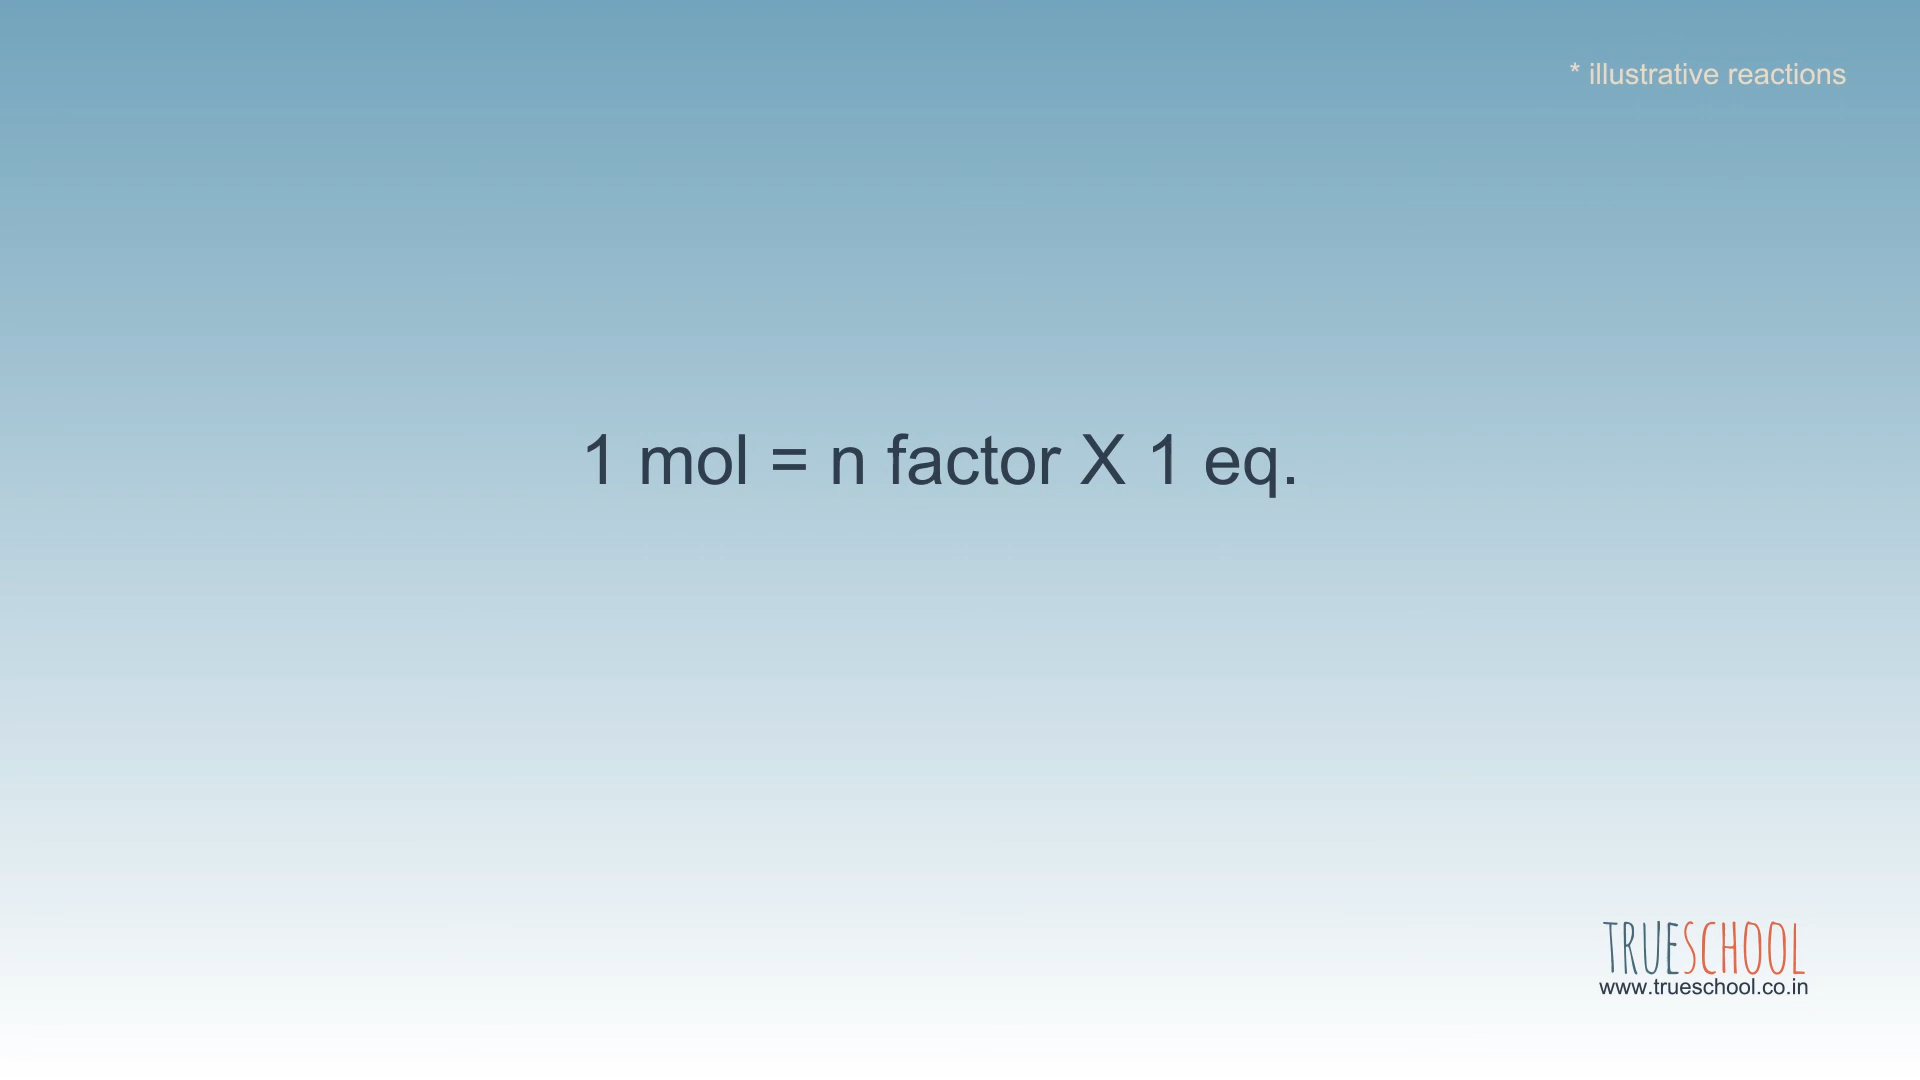 * illustrative reactions
1 mol = n factor X 1 eq.
TRUESCHOOL
www.trueschool.co.in